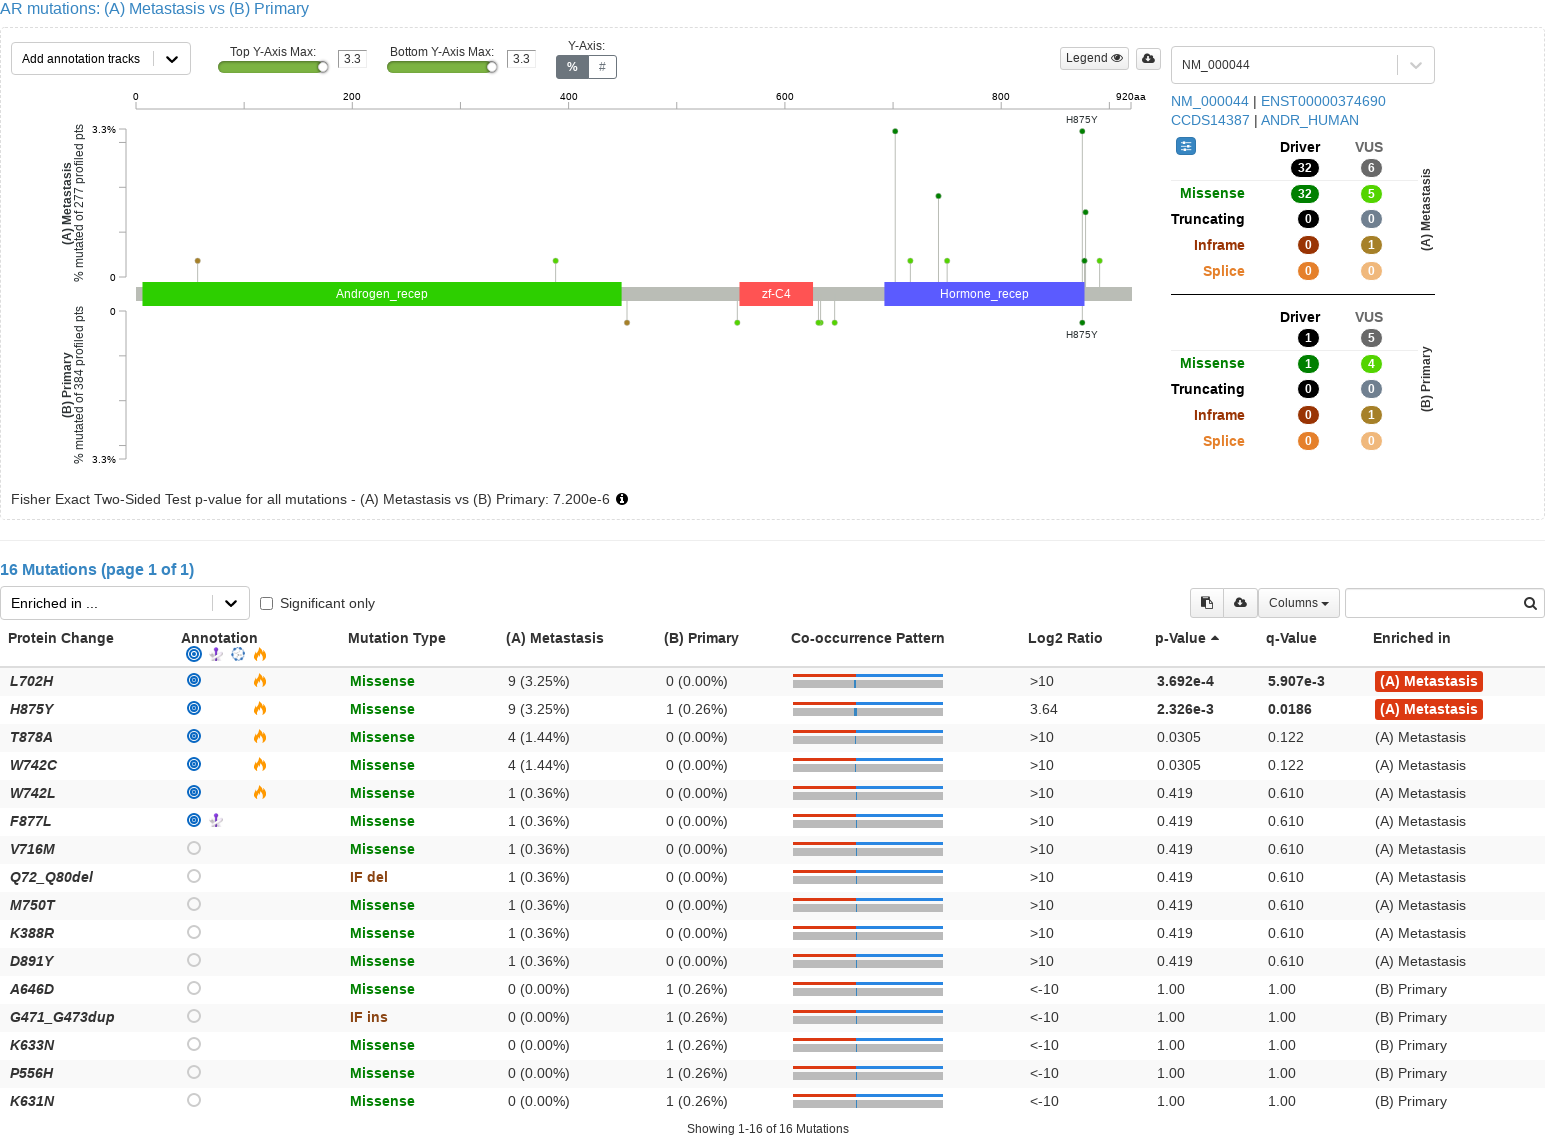 AR mutations: (A) Metastasis vs (B) Primary
Add annotation tracks
Top Y-Axis Max:
3.3
Bottom Y-Axis Max:
3.3
Y-Axis:
% #
Legend
NM_000044
0 200 400 600 800 920aa
NM_000044 | ENST00000374690
CCDS14387 | ANDR_HUMAN
H875Y
3.3%
0
(A) Metastasis
% mutated of 277 profiled pts
Androgen_recep zf-C4 Hormone_recep
0
3.3%
(B) Primary
% mutated of 384 profiled pts
H875Y
Driver VUS
32 6
Missense 32 5
Truncating 0 0
Inframe 0 1
Splice 0 0
(A) Metastasis
Driver VUS
1 5
Missense 1 4
Truncating 0 0
Inframe 0 1
Splice 0 0
(B) Primary
Fisher Exact Two-Sided Test p-value for all mutations - (A) Metastasis vs (B) Primary: 7.200e-6
16 Mutations (page 1 of 1)
Enriched in ...
Significant only
Columns
Protein Change Annotation Mutation Type (A) Metastasis (B) Primary Co-occurrence Pattern Log2 Ratio p-Value q-Value Enriched in
L702H Missense 9 (3.25%) 0 (0.00%) >10 3.692e-4 5.907e-3 (A) Metastasis
H875Y Missense 9 (3.25%) 1 (0.26%) 3.64 2.326e-3 0.0186 (A) Metastasis
T878A Missense 4 (1.44%) 0 (0.00%) >10 0.0305 0.122 (A) Metastasis
W742C Missense 4 (1.44%) 0 (0.00%) >10 0.0305 0.122 (A) Metastasis
W742L Missense 1 (0.36%) 0 (0.00%) >10 0.419 0.610 (A) Metastasis
F877L Missense 1 (0.36%) 0 (0.00%) >10 0.419 0.610 (A) Metastasis
V716M Missense 1 (0.36%) 0 (0.00%) >10 0.419 0.610 (A) Metastasis
Q72_Q80del IF del 1 (0.36%) 0 (0.00%) >10 0.419 0.610 (A) Metastasis
M750T Missense 1 (0.36%) 0 (0.00%) >10 0.419 0.610 (A) Metastasis
K388R Missense 1 (0.36%) 0 (0.00%) >10 0.419 0.610 (A) Metastasis
D891Y Missense 1 (0.36%) 0 (0.00%) >10 0.419 0.610 (A) Metastasis
A646D Missense 0 (0.00%) 1 (0.26%) <-10 1.00 1.00 (B) Primary
G471_G473dup IF ins 0 (0.00%) 1 (0.26%) <-10 1.00 1.00 (B) Primary
K633N Missense 0 (0.00%) 1 (0.26%) <-10 1.00 1.00 (B) Primary
P556H Missense 0 (0.00%) 1 (0.26%) <-10 1.00 1.00 (B) Primary
K631N Missense 0 (0.00%) 1 (0.26%) <-10 1.00 1.00 (B) Primary
Showing 1-16 of 16 Mutations